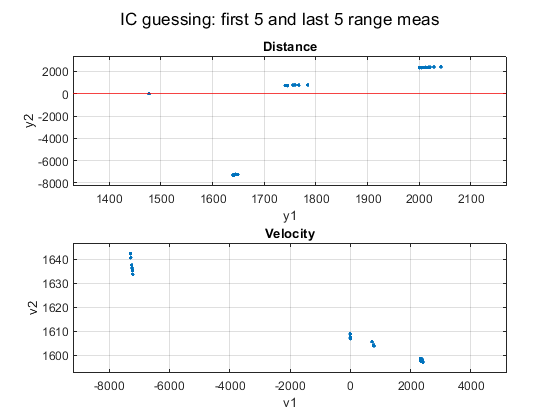 IC guessing: first 5 and last 5 range meas
Distance
2000
0
-2000
-4000
-6000
-8000
y2
1400 1500 1600 1700 1800 1900 2000 2100
y1
Velocity
1640
1630
1620
1610
1600
v2
-8000 -6000 -4000 -2000 0 2000 4000
v1